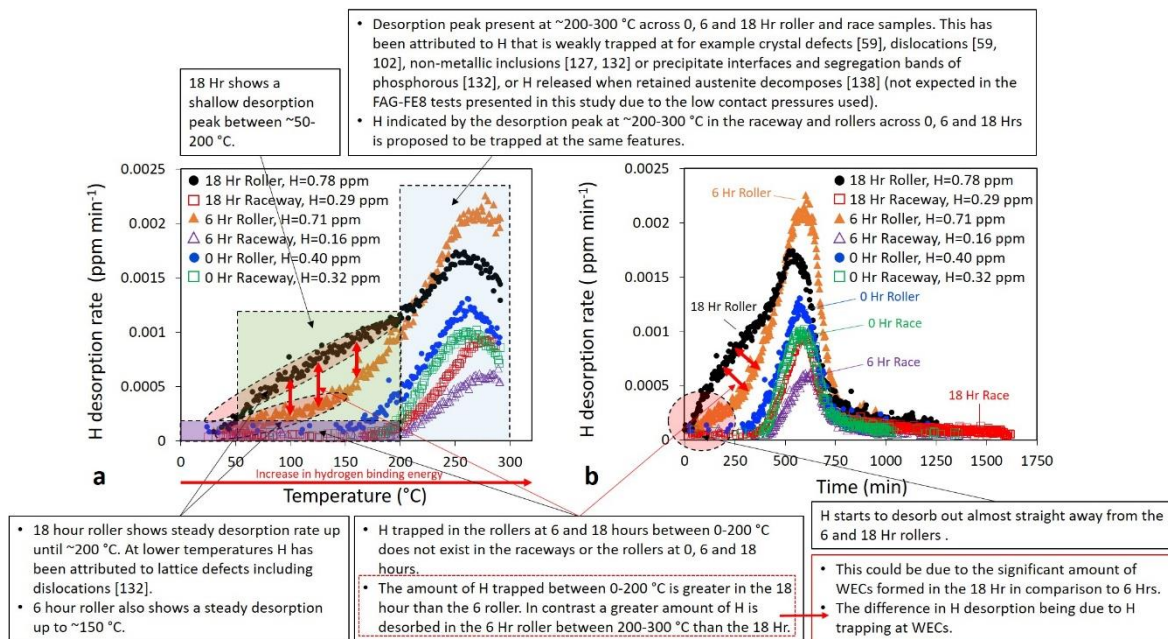 • Desorption peak present at ~200-300 °C across 0, 6 and 18 Hr roller and race samples. This has
been attributed to H that is weakly trapped at for example crystal defects [59], dislocations [59,
102], non-metallic inclusions [127, 132) or precipitate interfaces and segregation bands of
phosphorous [132], or H released when retained austenite decomposes [138] (not expected in the
FAG-FE8 tests presented in this study due to the low contact pressures used).
• H indicated by the desorption peak at ~200-300 °C in the raceway and rollers across 0, 6 and 18 Hrs
is proposed to be trapped at the same features.
18 Hr shows a
shallow desorption
peak between ~50-
200 °C.
H desorption rate (ppm min-1)
0.0025
0.002
0.0015
0.001
0.0005
0
18 Hr Roller, H=0.78 ppm
18 Hr Raceway, H=0.29 ppm
6 Hr Roller, H=0.71 ppm
6 Hr Raceway, H=0.16 ppm
0 Hr Roller, H=0.40 ppm
0 Hr Raceway, H=0.32 ppm
0 50 100 150 200 250 300
a
Increase in hydrogen binding energy
Temperature (°C)
H desorption rate ( ppm min-1)
0.0025
0.002
0.0015
0.001
0.0005
0
6 Hr Roller
18 Hr Roller, H=0.78 ppm
18 Hr Raceway, H=0.29 ppm
6 Hr Roller, H=0.71 ppm
6 Hr Raceway, H=0.16 ppm
0 Hr Roller, H=0.40 ppm
0 Hr Raceway, H=0.32 ppm
18 Hr Roller
0 Hr Roller
0 Hr Race
6 Hr Race
18 Hr Race
0 250 500 750 1000 1250 1500 1750
b
Time (min)
• 18 hour roller shows steady desorption rate up
until ~200 °C. At lower temperatures H has
been attributed to lattice defects including
dislocations [132].
• 6 hour roller also shows a steady desorption
up to ~150 °C.
• H trapped in the rollers at 6 and 18 hours between 0-200 °C
does not exist in the raceways or the rollers at 0, 6 and 18
hours.
• The amount of H trapped between 0-200 °C is greater in the 18
hour than the 6 roller. In contrast a greater amount of H is
desorbed in the 6 Hr roller between 200-300 °C than the 18 Hr.
H starts to desorb out almost straight away from the
6 and 18 Hr rollers .
• This could be due to the significant amount of
WECs formed in the 18 Hr in comparison to 6 Hrs.
• The difference in H desorption being due to H
trapping at WECs.